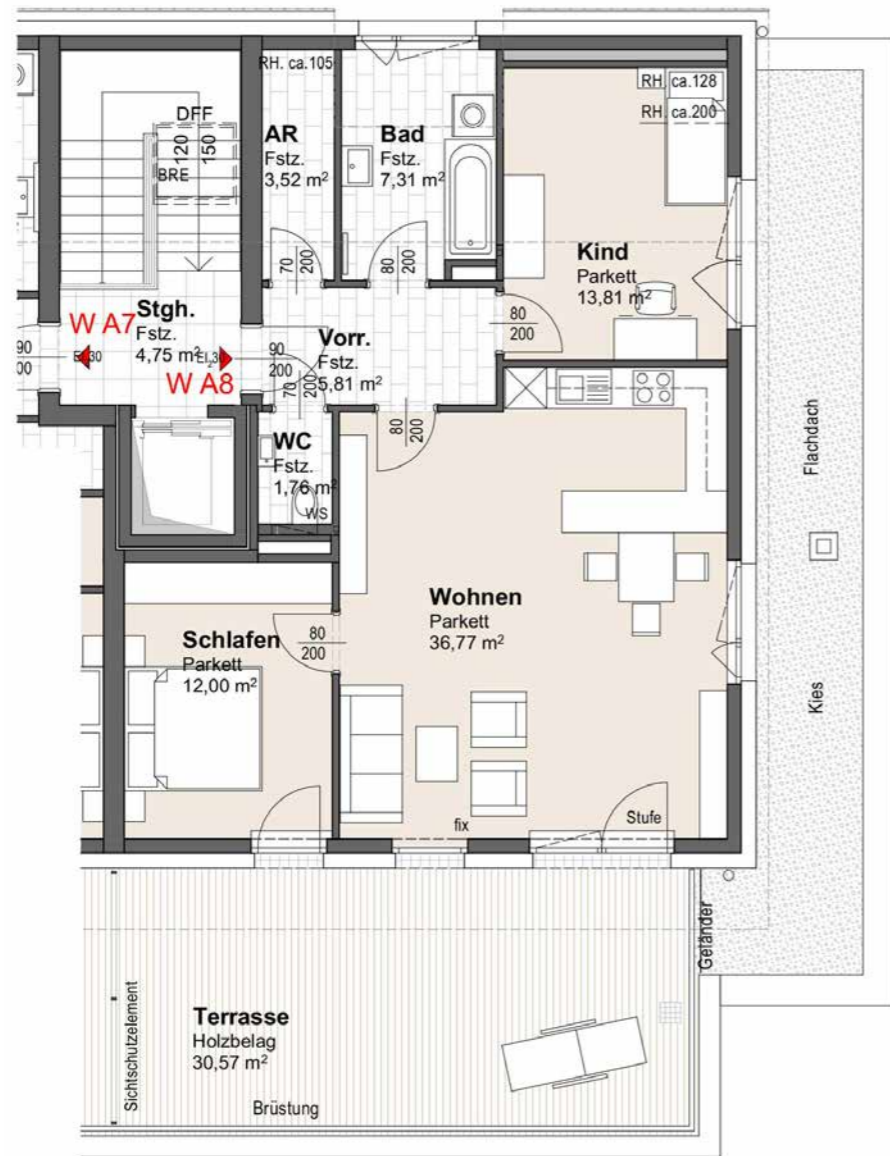 RH. ca.105
RH. ca.128
RH. ca.200
DFF
120
150
BRE
AR
Fstz.
3,52 m²
Bad
Fstz.
7,31 m²
Kind
Parkett
13,81 m²
70
200
80
200
80
200
Stgh.
Fstz.
4,75 m²
W A7
W A8
90
200
70
200
Vorr.
Fstz.
5,81 m²
80
200
WC
Fstz.
1,76 m²
WS
Schlafen
Parkett
12,00 m²
80
200
Wohnen
Parkett
36,77 m²
Flachdach
Kies
fix
Stufe
Geländer
Sichtschutzelement
Terrasse
Holzbelag
30,57 m²
Brüstung